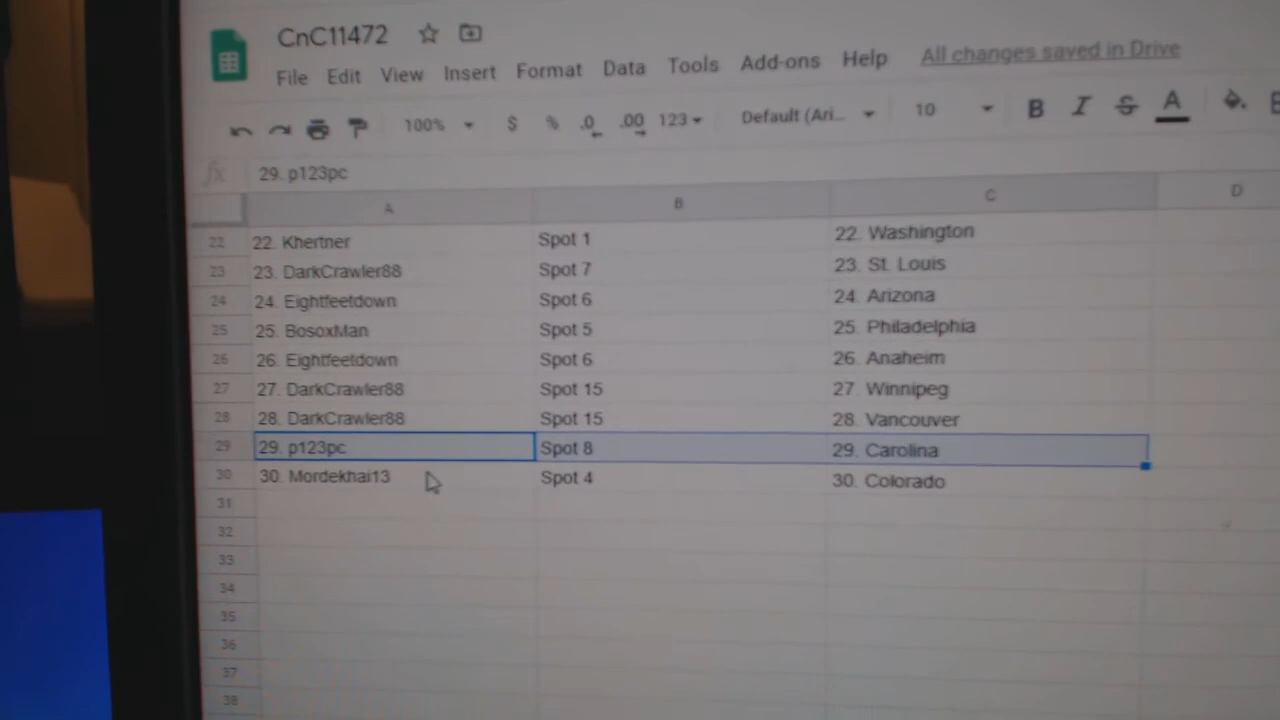 CnC11472
File Edit View Insert Format Data Tools Add-ons Help All changes saved in Drive
100% $ % .0 .00 123 Default (Ari... 10 B I S A
fx 29. p123pc
A B C D
22 22. Khertner Spot 1 22. Washington
23 23. DarkCrawler88 Spot 7 23. St. Louis
24 24. Eightfeetdown Spot 6 24. Arizona
25 25. BosoxMan Spot 5 25. Philadelphia
26 26. Eightfeetdown Spot 6 26. Anaheim
27 27. DarkCrawler88 Spot 15 27. Winnipeg
28 28. DarkCrawler88 Spot 15 28. Vancouver
29 29. p123pc Spot 8 29. Carolina
30 30. Mordekhai13 Spot 4 30. Colorado
31
32
33
34
35
36
37
38